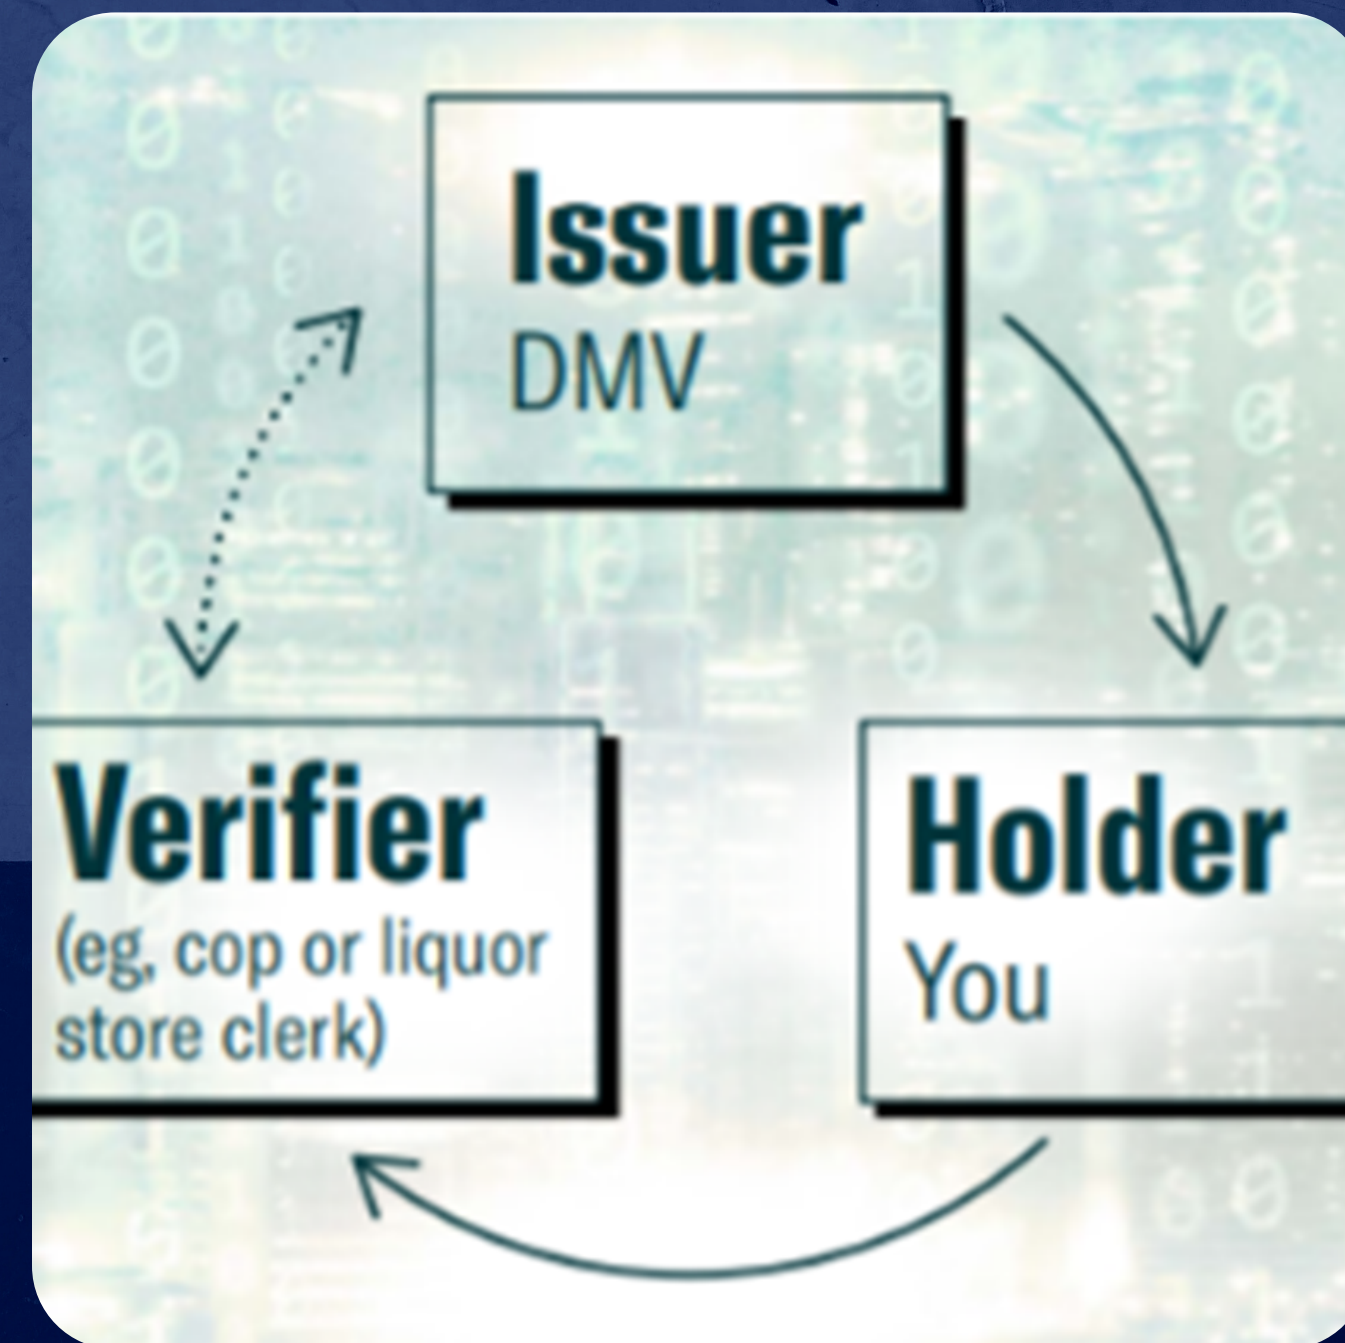 Issuer
DMV
Verifier
(eg, cop or liquor
store clerk)
Holder
You